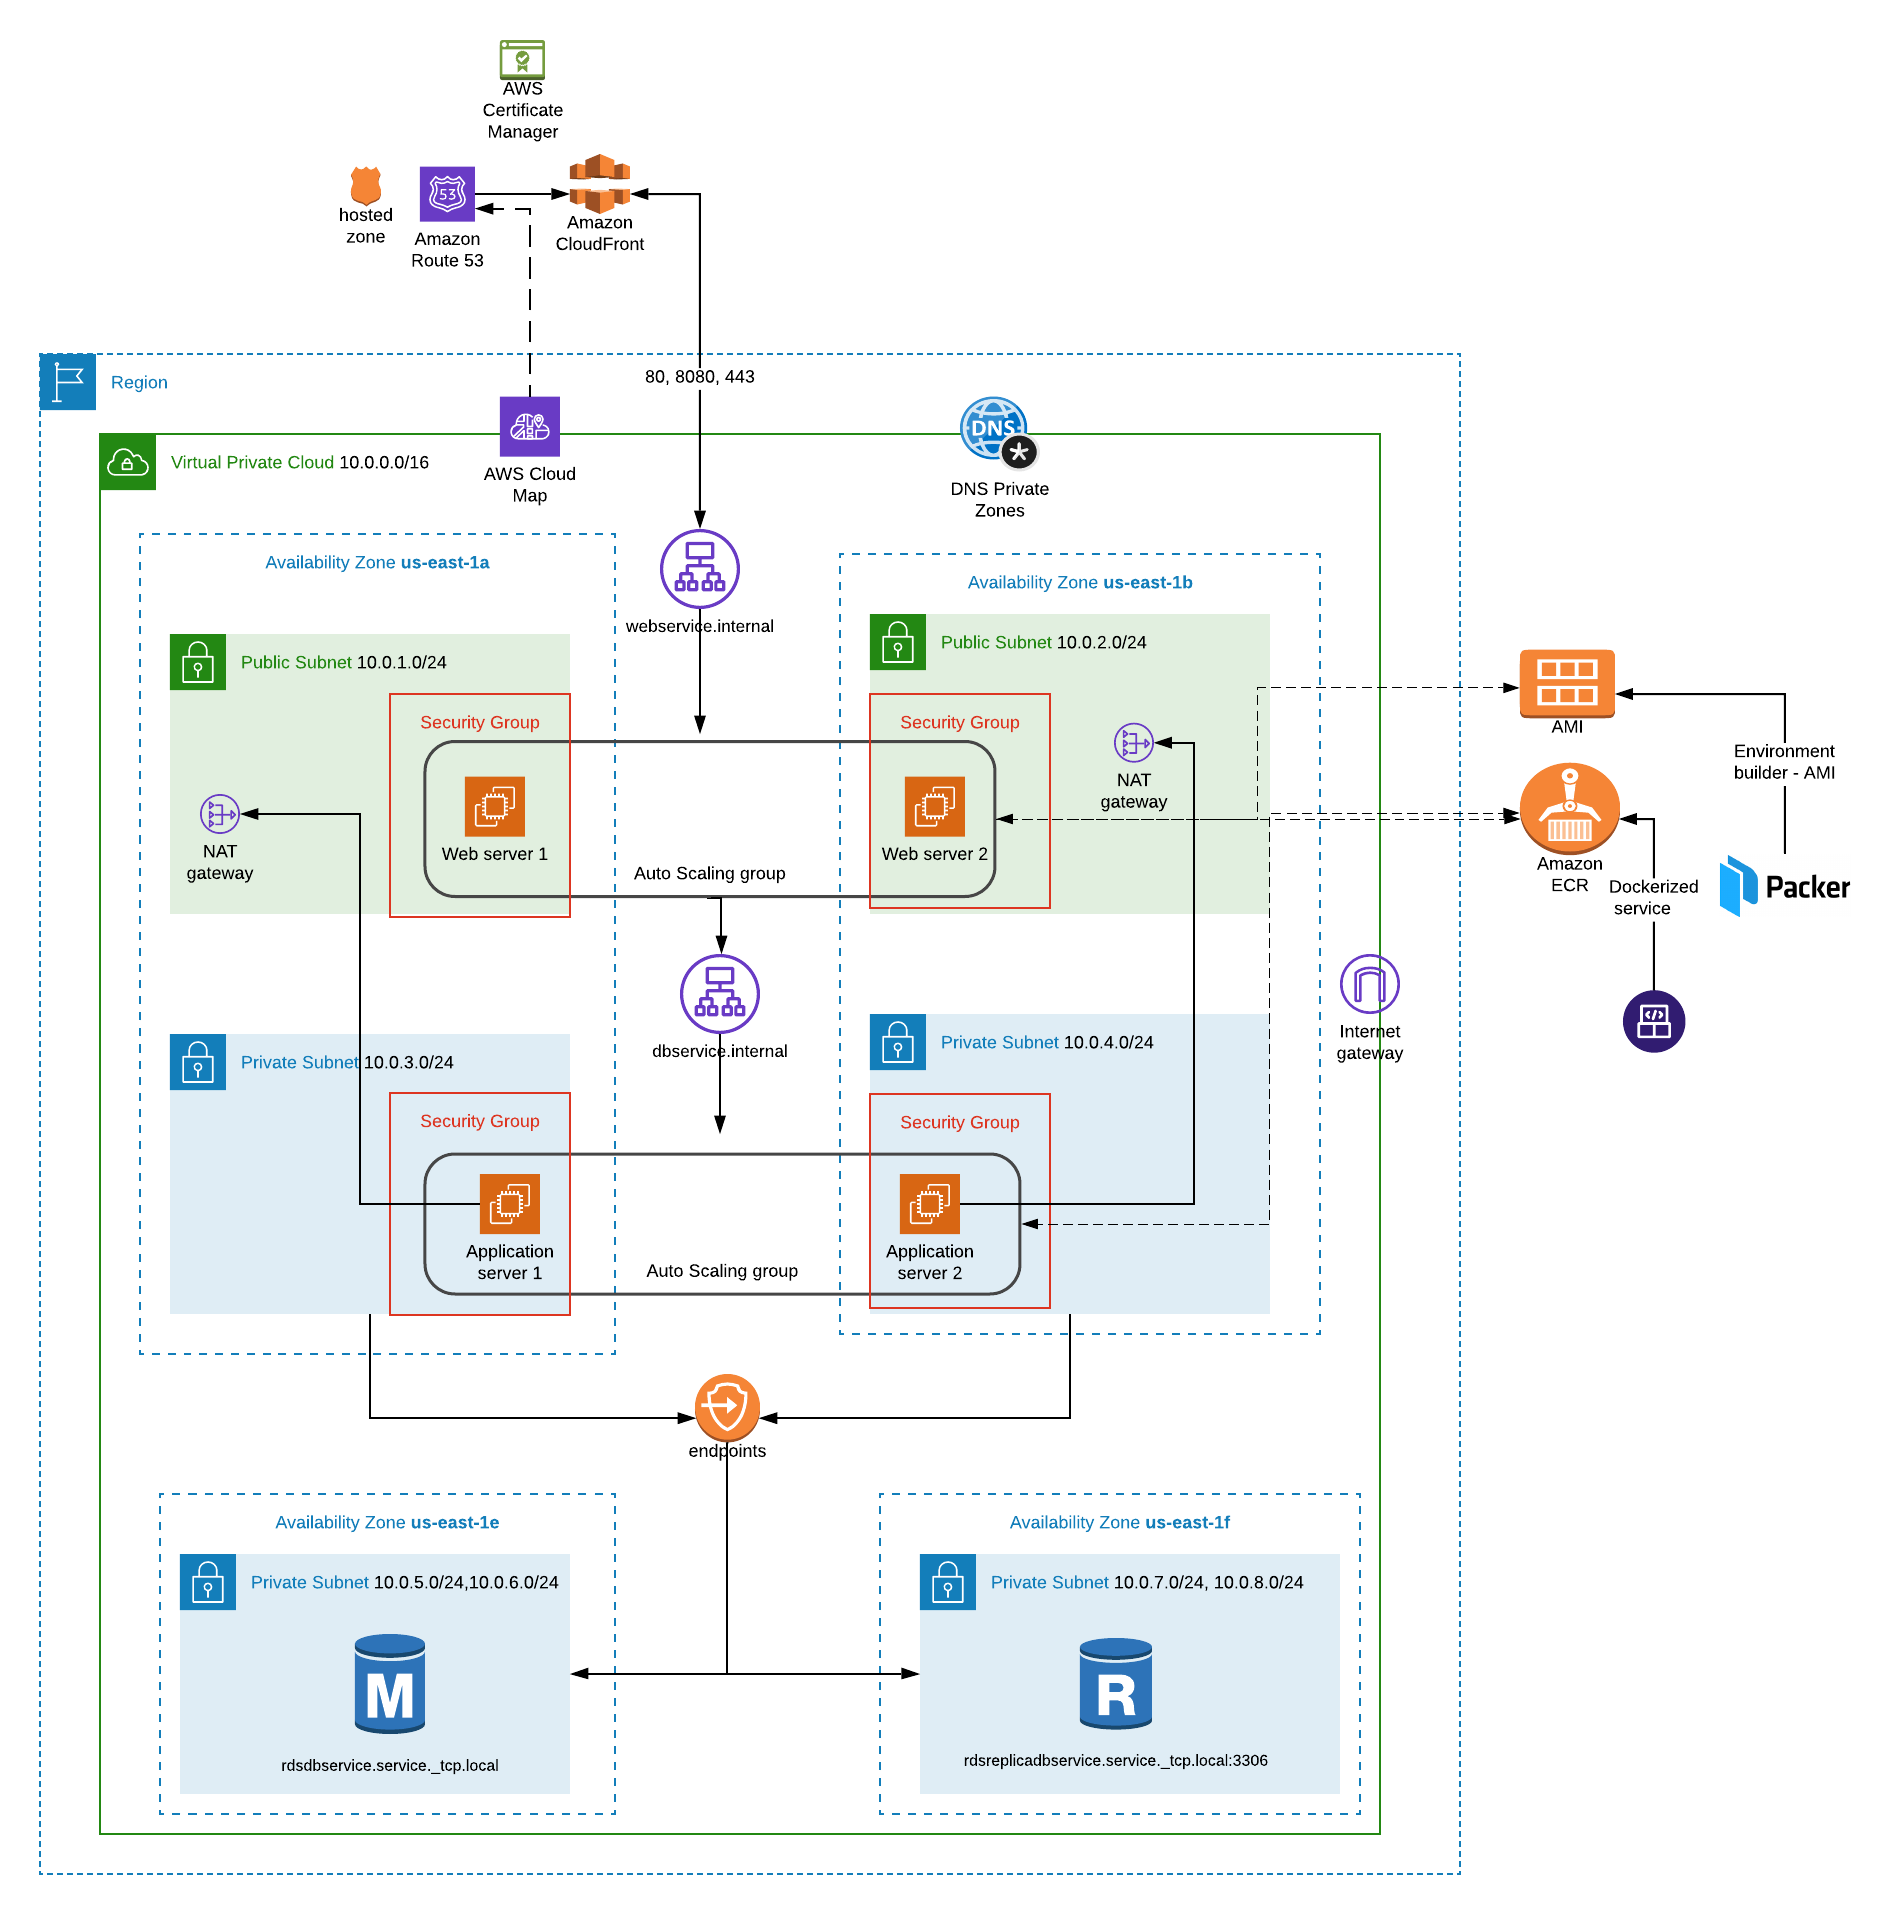 AWS
Certificate
Manager
hosted
zone
53
Amazon
Route 53
Amazon
CloudFront
Region
80, 8080, 443
Virtual Private Cloud 10.0.0.0/16
AWS Cloud
Map
DNS
DNS Private
Zones
Availability Zone us-east-1a
Availability Zone us-east-1b
webservice.internal
Public Subnet 10.0.1.0/24
Public Subnet 10.0.2.0/24
Security Group
Security Group
NAT
gateway
NAT
gateway
Web server 1
Web server 2
Auto Scaling group
AMI
Environment
builder - AMI
Amazon
ECR
Dockerized
service
Packer
Internet
gateway
dbservice.internal
Private Subnet 10.0.3.0/24
Private Subnet 10.0.4.0/24
Security Group
Security Group
Application
server 1
Application
server 2
Auto Scaling group
endpoints
Availability Zone us-east-1e
Availability Zone us-east-1f
Private Subnet 10.0.5.0/24,10.0.6.0/24
Private Subnet 10.0.7.0/24, 10.0.8.0/24
M
R
rdsdbservice.service._tcp.local
rdsreplicadbservice.service._tcp.local:3306